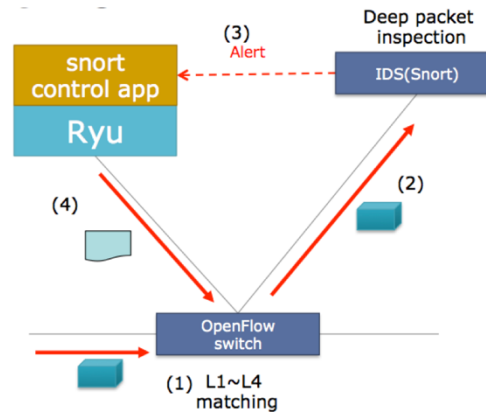 Deep packet
inspection
(3)
Alert
snort
control app
IDS(Snort)
Ryu
(2)
(4)
OpenFlow
switch
(1) L1~L4
matching